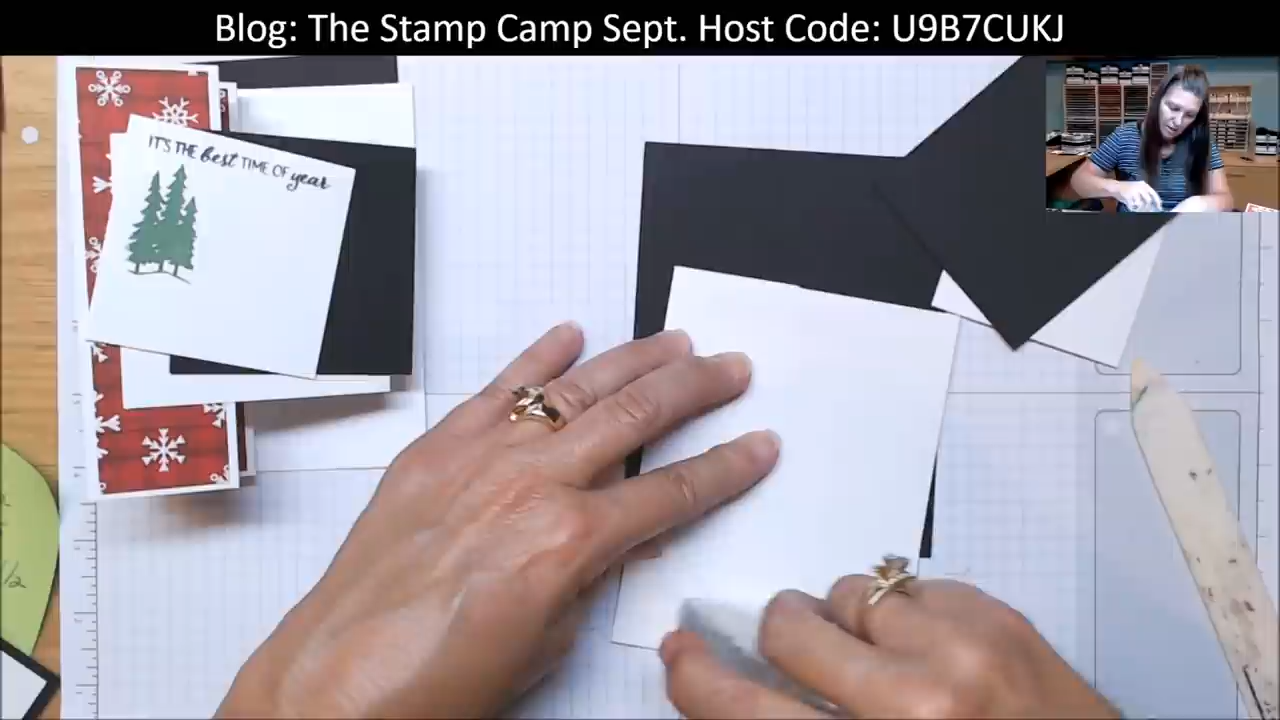 Blog: The Stamp Camp Sept. Host Code: U9B7CUKJ
IT'S THE best TIME OF year